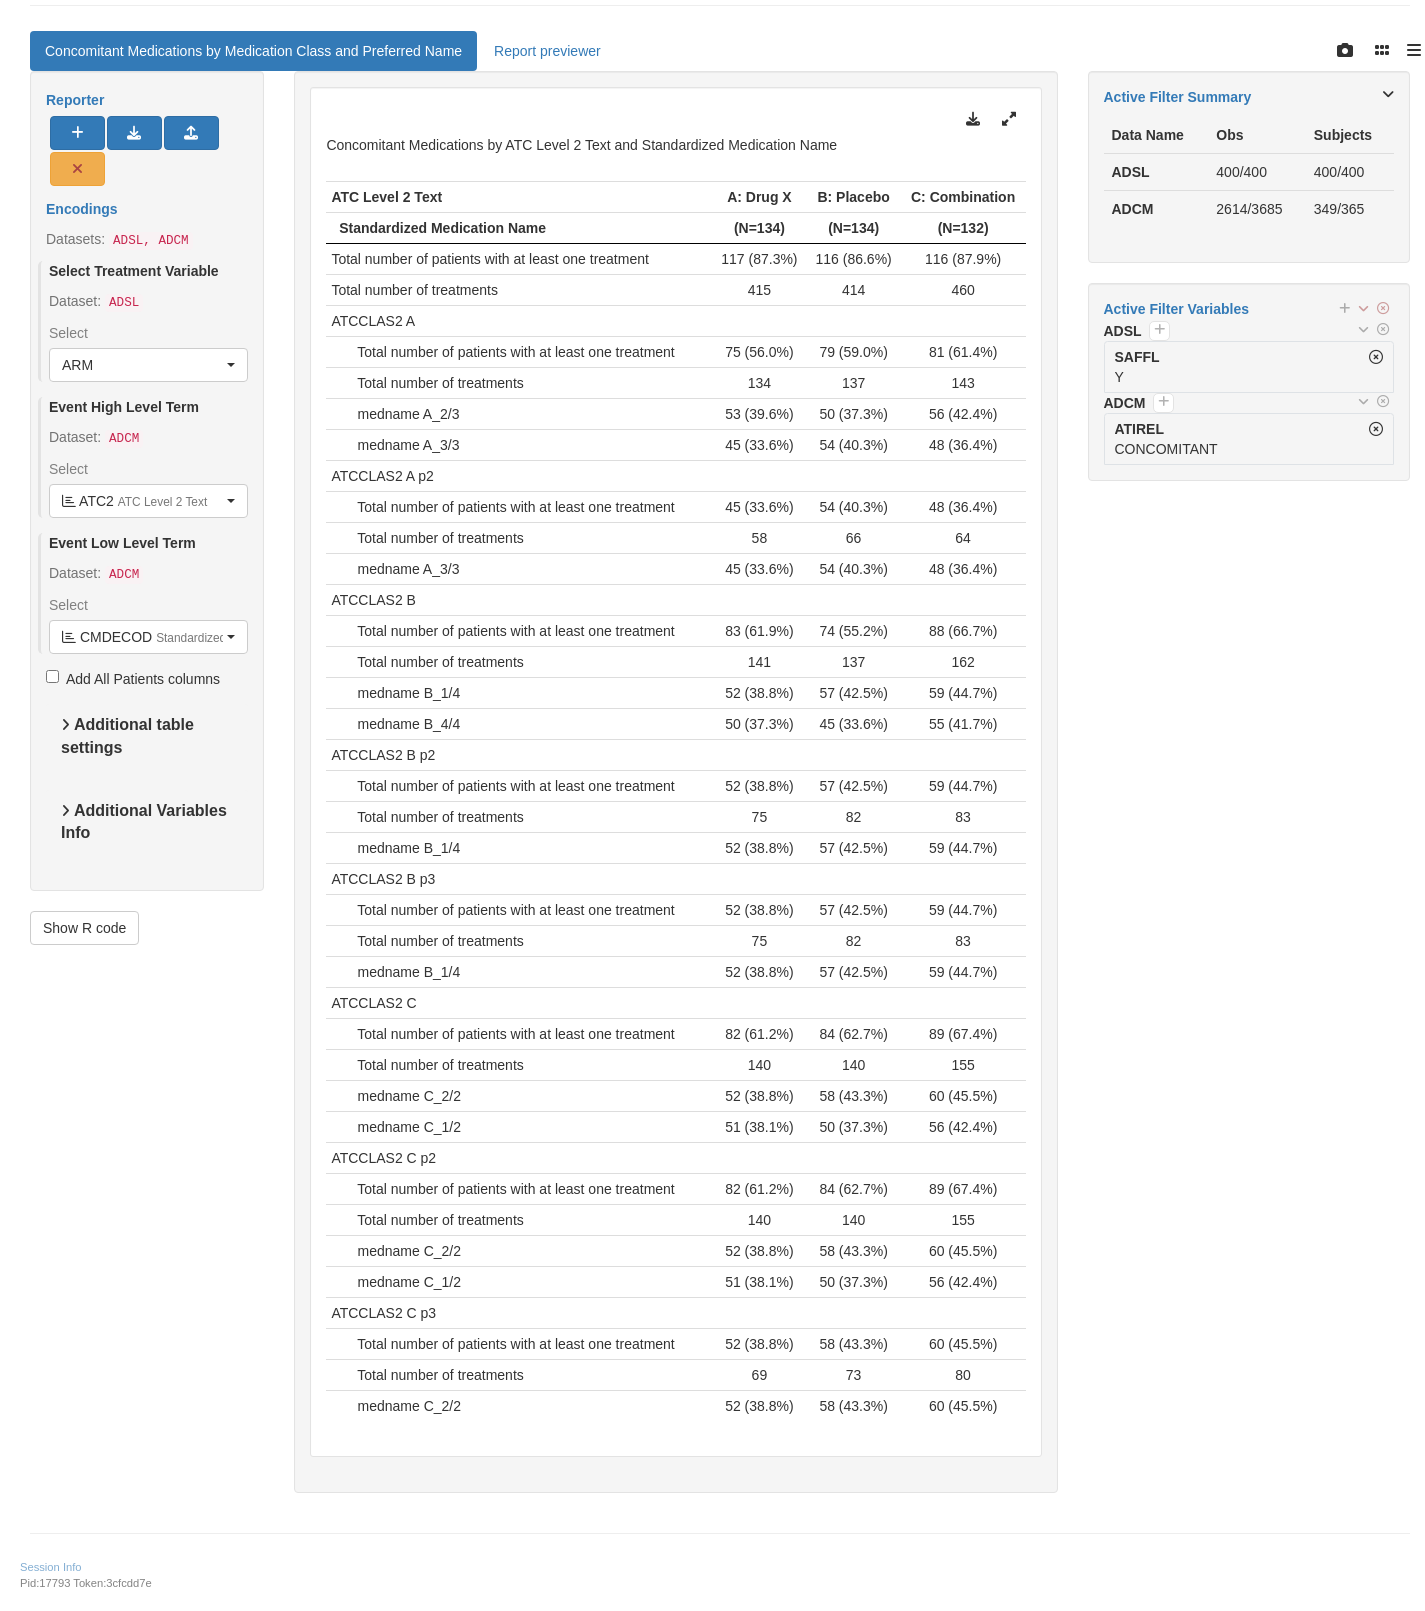 Concomitant Medications by Medication Class and Preferred Name
Report previewer
Reporter
Encodings
Datasets: ADSL, ADCM
Select Treatment Variable
Dataset: ADSL
Select
ARM
Event High Level Term
Dataset: ADCM
Select
ATC2 ATC Level 2 Text
Event Low Level Term
Dataset: ADCM
Select
CMDECOD Standardized
Add All Patients columns
Additional table
settings
Additional Variables
Info
Show R code
Concomitant Medications by ATC Level 2 Text and Standardized Medication Name
ATC Level 2 Text A: Drug X B: Placebo C: Combination
Standardized Medication Name (N=134) (N=134) (N=132)
Total number of patients with at least one treatment 117 (87.3%) 116 (86.6%) 116 (87.9%)
Total number of treatments 415 414 460
ATCCLAS2 A
Total number of patients with at least one treatment 75 (56.0%) 79 (59.0%) 81 (61.4%)
Total number of treatments 134 137 143
medname A_2/3 53 (39.6%) 50 (37.3%) 56 (42.4%)
medname A_3/3 45 (33.6%) 54 (40.3%) 48 (36.4%)
ATCCLAS2 A p2
Total number of patients with at least one treatment 45 (33.6%) 54 (40.3%) 48 (36.4%)
Total number of treatments 58 66 64
medname A_3/3 45 (33.6%) 54 (40.3%) 48 (36.4%)
ATCCLAS2 B
Total number of patients with at least one treatment 83 (61.9%) 74 (55.2%) 88 (66.7%)
Total number of treatments 141 137 162
medname B_1/4 52 (38.8%) 57 (42.5%) 59 (44.7%)
medname B_4/4 50 (37.3%) 45 (33.6%) 55 (41.7%)
ATCCLAS2 B p2
Total number of patients with at least one treatment 52 (38.8%) 57 (42.5%) 59 (44.7%)
Total number of treatments 75 82 83
medname B_1/4 52 (38.8%) 57 (42.5%) 59 (44.7%)
ATCCLAS2 B p3
Total number of patients with at least one treatment 52 (38.8%) 57 (42.5%) 59 (44.7%)
Total number of treatments 75 82 83
medname B_1/4 52 (38.8%) 57 (42.5%) 59 (44.7%)
ATCCLAS2 C
Total number of patients with at least one treatment 82 (61.2%) 84 (62.7%) 89 (67.4%)
Total number of treatments 140 140 155
medname C_2/2 52 (38.8%) 58 (43.3%) 60 (45.5%)
medname C_1/2 51 (38.1%) 50 (37.3%) 56 (42.4%)
ATCCLAS2 C p2
Total number of patients with at least one treatment 82 (61.2%) 84 (62.7%) 89 (67.4%)
Total number of treatments 140 140 155
medname C_2/2 52 (38.8%) 58 (43.3%) 60 (45.5%)
medname C_1/2 51 (38.1%) 50 (37.3%) 56 (42.4%)
ATCCLAS2 C p3
Total number of patients with at least one treatment 52 (38.8%) 58 (43.3%) 60 (45.5%)
Total number of treatments 69 73 80
medname C_2/2 52 (38.8%) 58 (43.3%) 60 (45.5%)
Active Filter Summary
Data Name Obs Subjects
ADSL 400/400 400/400
ADCM 2614/3685 349/365
Active Filter Variables
ADSL
SAFFL
Y
ADCM
ATIREL
CONCOMITANT
Session Info
Pid:17793 Token:3cfcdd7e